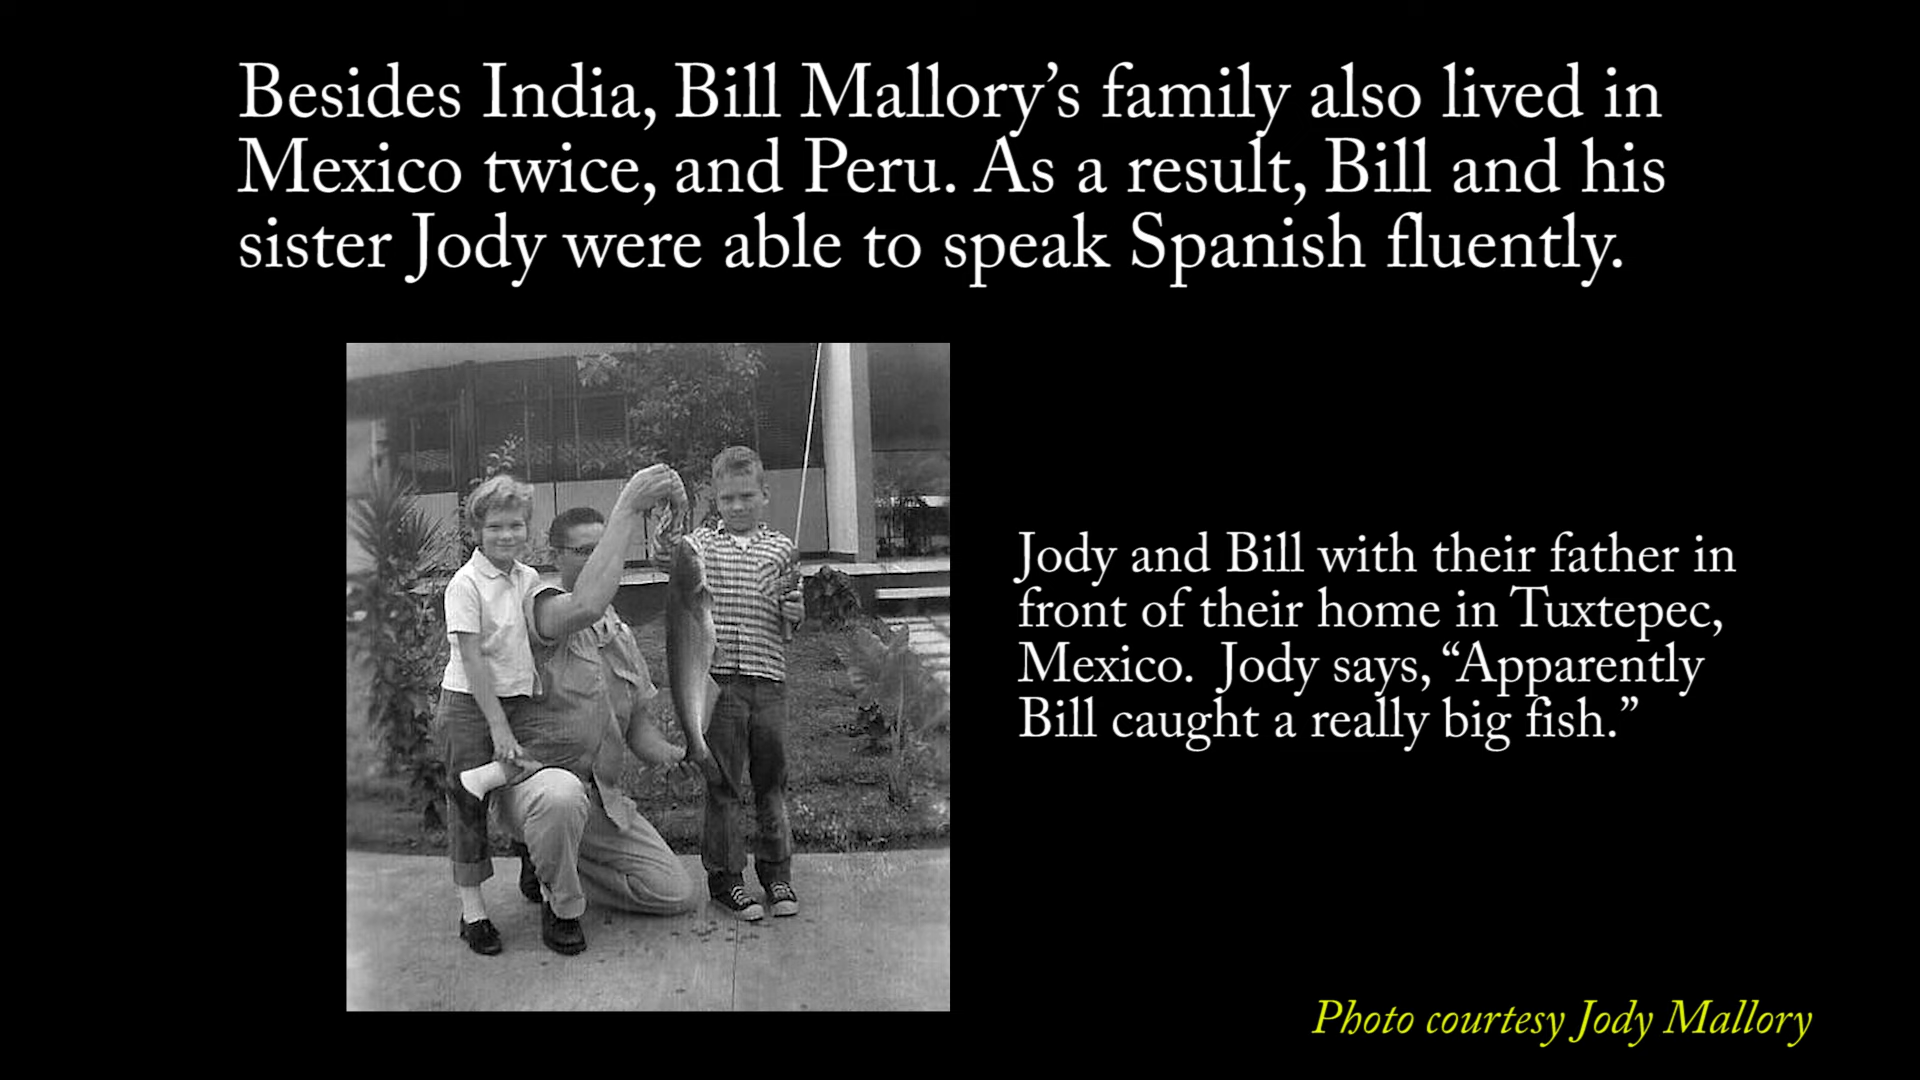 Besides India, Bill Mallory’s family also lived in
Mexico twice, and Peru. As a result, Bill and his
sister Jody were able to speak Spanish fluently.
Jody and Bill with their father in
front of their home in Tuxtepec,
Mexico.  Jody says, “Apparently
Bill caught a really big fish.”
Photo courtesy Jody Mallory